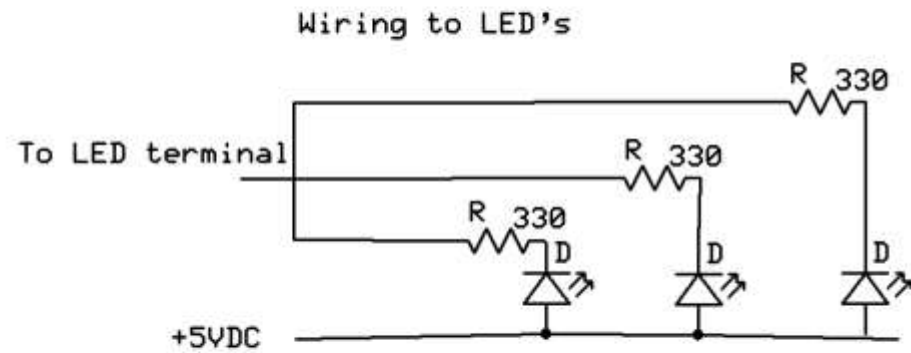 Wiring to LED's
R 330
To LED terminal
R 330
R 330
D
D
D
+5VDC